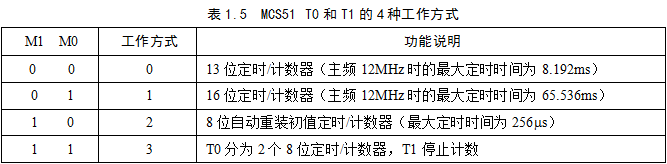 表 1.5 MCS51 T0 和 T1 的 4 种工作方式
M1 M0 工作方式 功能说明
0 0 0 13 位定时/计数器（主频 12MHz 时的最大定时时间为 8.192ms）
0 1 1 16 位定时/计数器（主频 12MHz 时的最大定时时间为 65.536ms）
1 0 2 8 位自动重装初值定时/计数器（最大定时时间为 256μs）
1 1 3 T0 分为 2 个 8 位定时/计数器，T1 停止计数